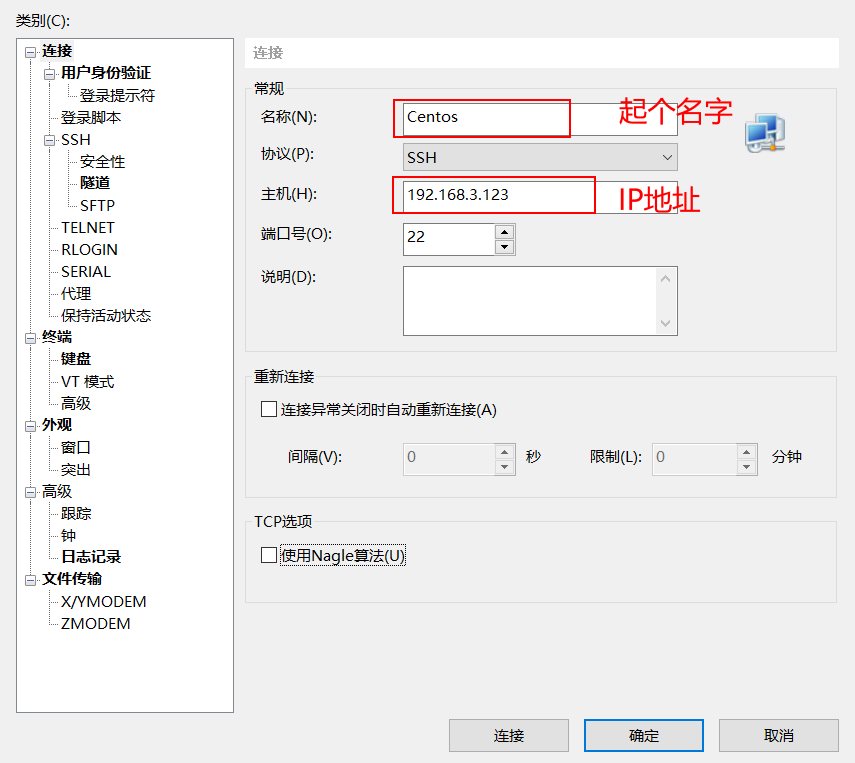 类别(C):
连接
用户身份验证
登录提示符
登录脚本
SSH
安全性
隧道
SFTP
TELNET
RLOGIN
SERIAL
代理
保持活动状态
终端
键盘
VT 模式
高级
外观
窗口
突出
高级
跟踪
钟
日志记录
文件传输
X/YMODEM
ZMODEM
连接
常规
名称(N): Centos 起个名字
协议(P): SSH
主机(H): 192.168.3.123 IP地址
端口号(O): 22
说明(D):
重新连接
连接异常关闭时自动重新连接(A)
间隔(V): 0 秒 限制(L): 0 分钟
TCP选项
使用Nagle算法(U)
连接 确定 取消